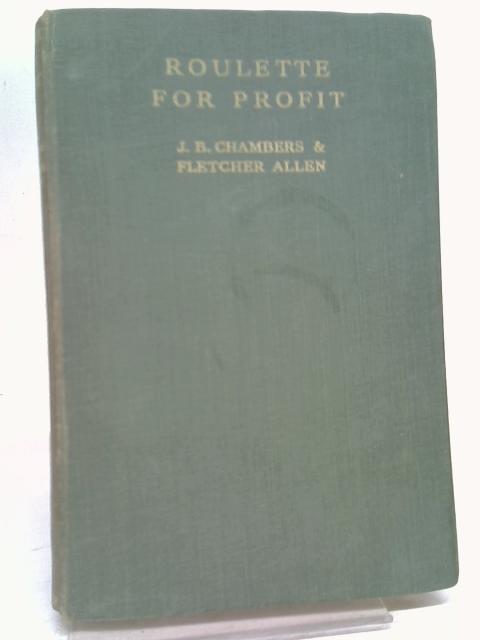 ROULETTE
FOR PROFIT
J. B. CHAMBERS &
FLETCHER ALLEN